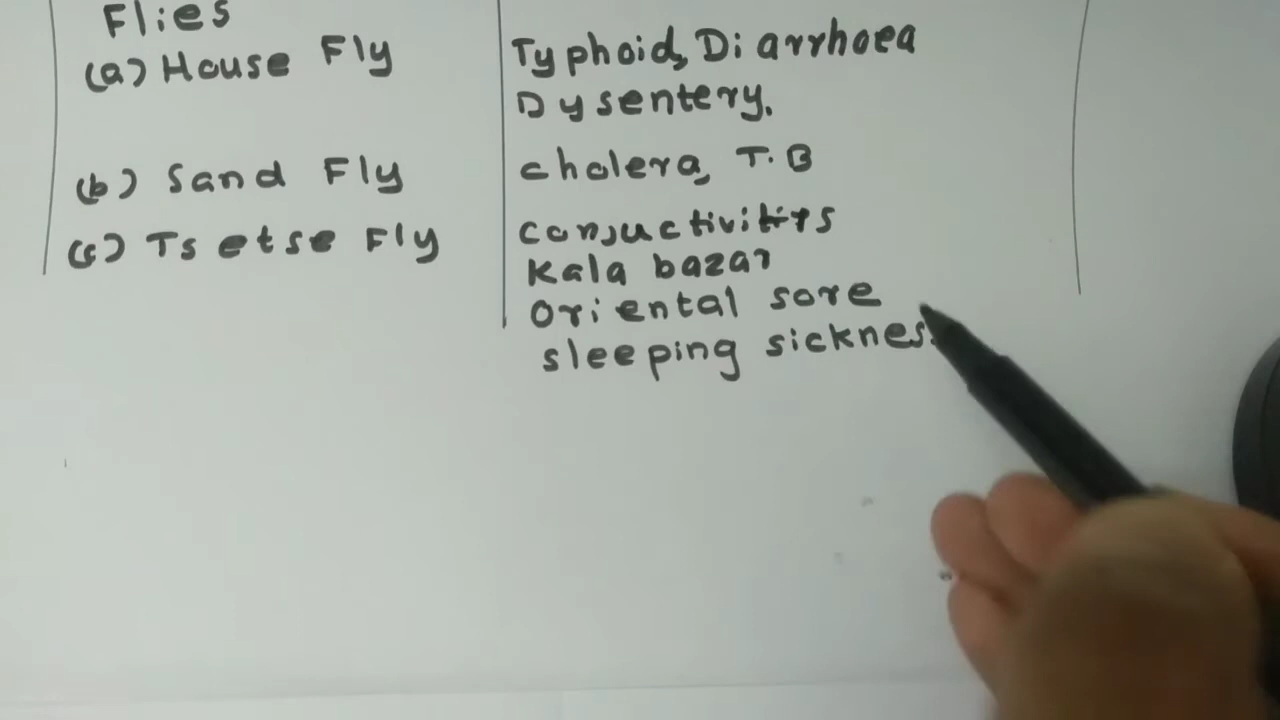 Flies
(a) House Fly
Typhoid, Diarrhoea
Dysentery.
(b) Sand Fly
cholera, T.B
(c) Tsetse Fly
conjuctivitis
Kala bazar
Oriental sore
sleeping sicknes